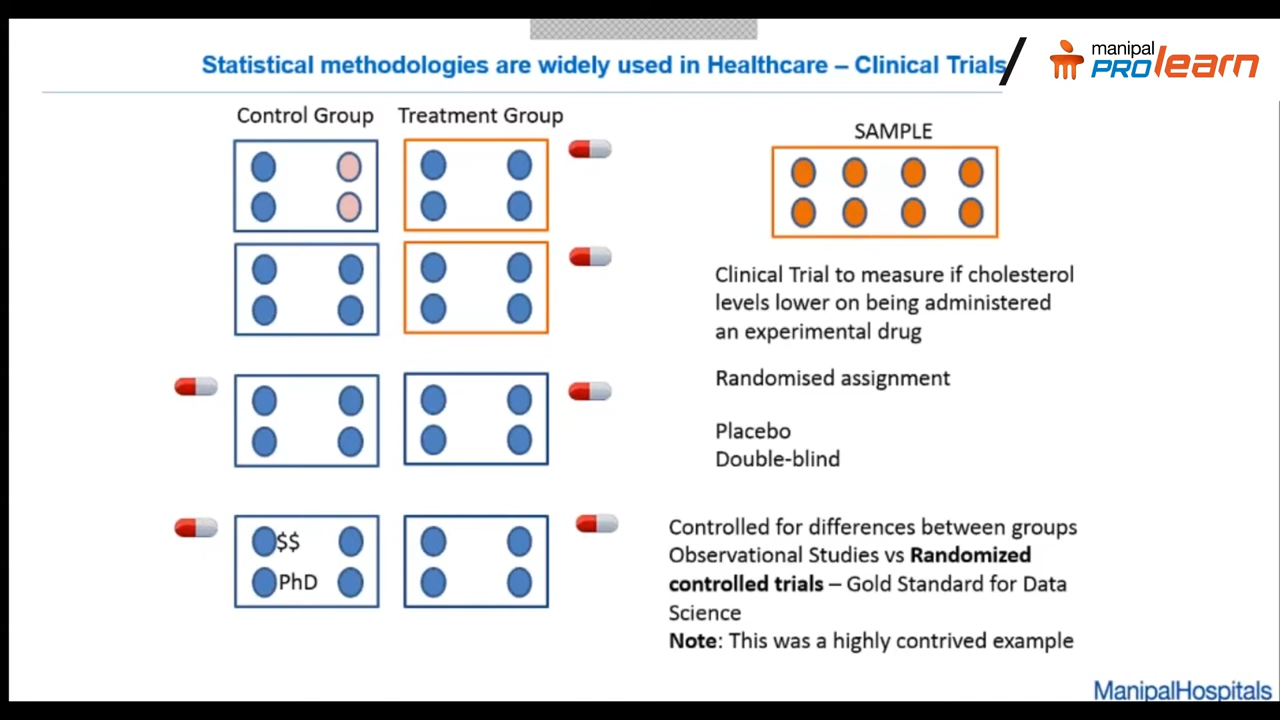 Statistical methodologies are widely used in Healthcare – Clinical Trials
manipal
PROlearn
Control Group
Treatment Group
SAMPLE
Clinical Trial to measure if cholesterol
levels lower on being administered
an experimental drug
Randomised assignment
Placebo
Double-blind
$$
PhD
Controlled for differences between groups
Observational Studies vs Randomized
controlled trials – Gold Standard for Data
Science
Note: This was a highly contrived example
ManipalHospitals